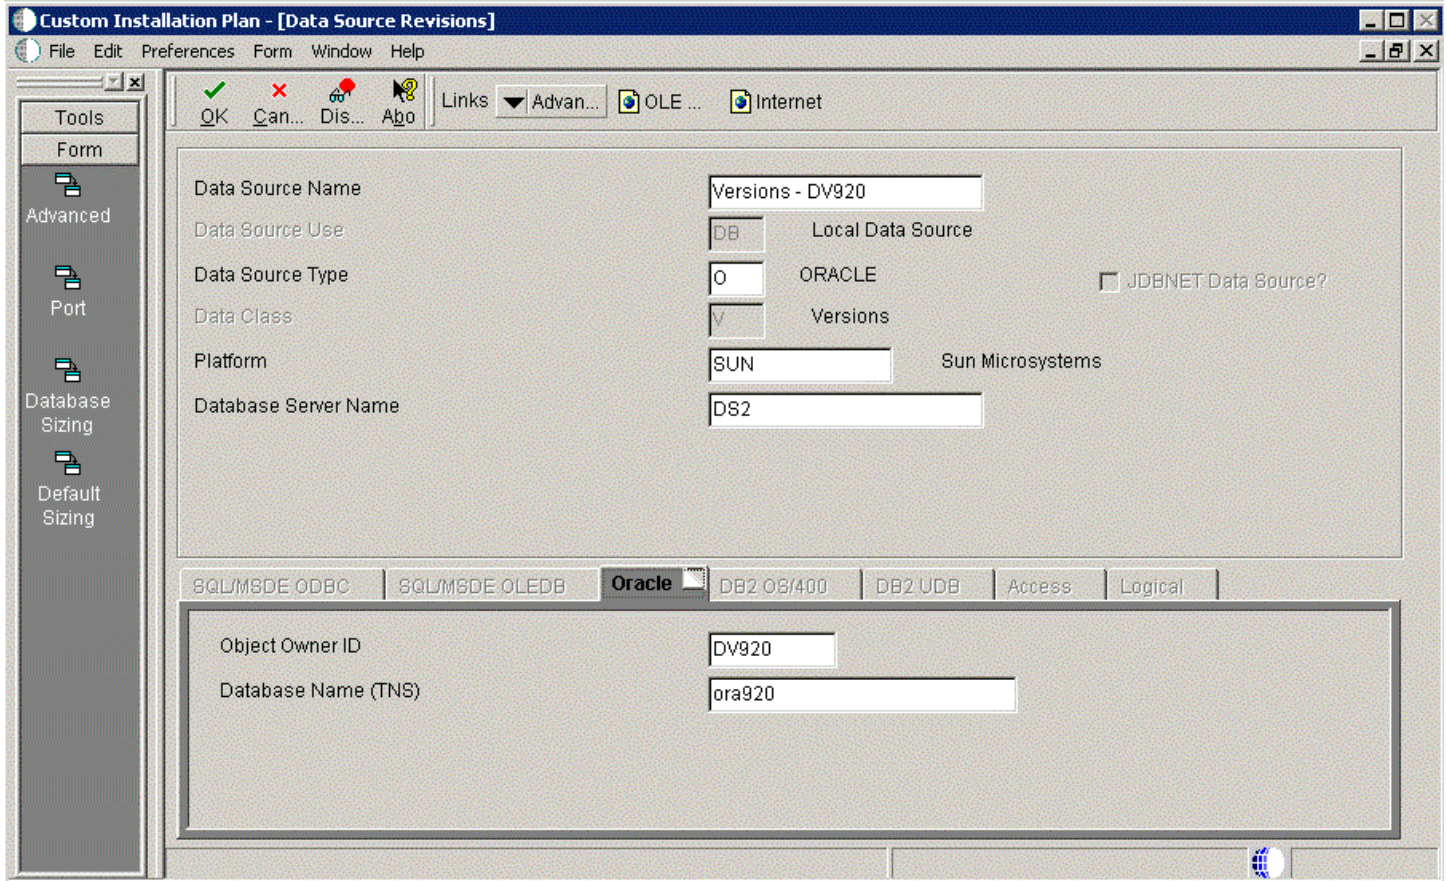 Custom Installation Plan - [Data Source Revisions]
File Edit Preferences Form Window Help
OK Can... Dis... Abo Links Advan... OLE ... Internet
Tools
Form
Advanced
Port
Database
Sizing
Default
Sizing
Data Source Name Versions - DV920
Data Source Use DB Local Data Source
Data Source Type O ORACLE JDBNET Data Source?
Data Class V Versions
Platform SUN Sun Microsystems
Database Server Name DS2
SQL/MSDE ODBC SQL/MSDE OLEDB Oracle DB2 OS/400 DB2 UDB Access Logical
Object Owner ID DV920
Database Name (TNS) ora920